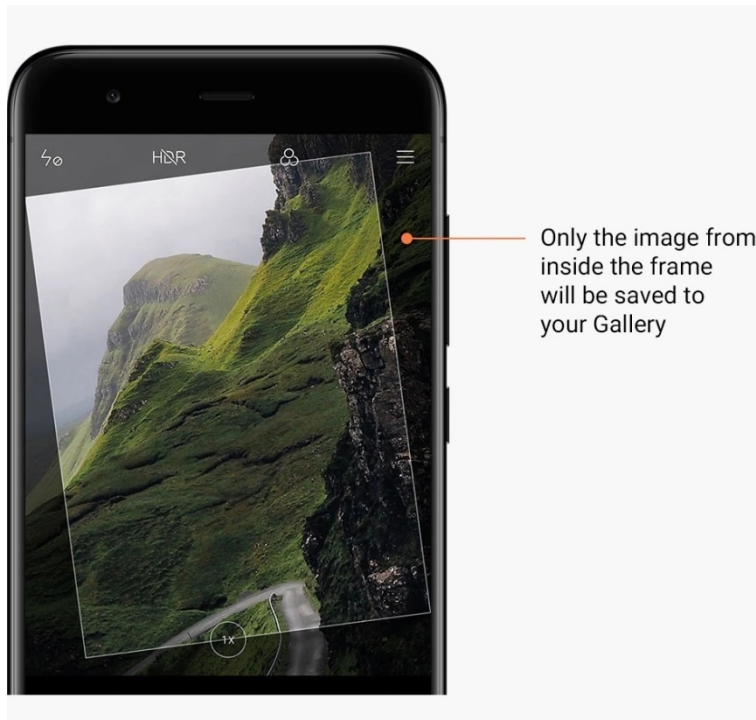 HDR
Only the image from
inside the frame
will be saved to
your Gallery
1X